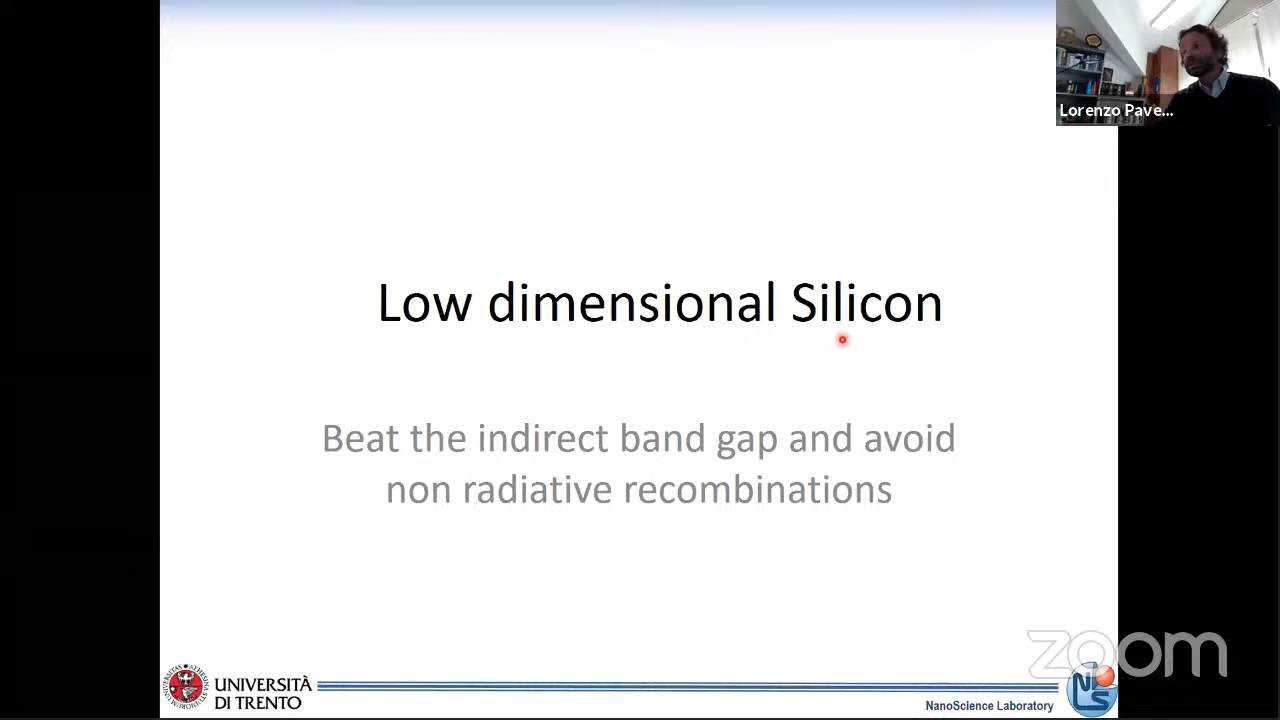 Lorenzo Pave...
Low dimensional Silicon
Beat the indirect band gap and avoid
non radiative recombinations
zoom
UNIVERSITÀ
DI TRENTO
NanoScience Laboratory